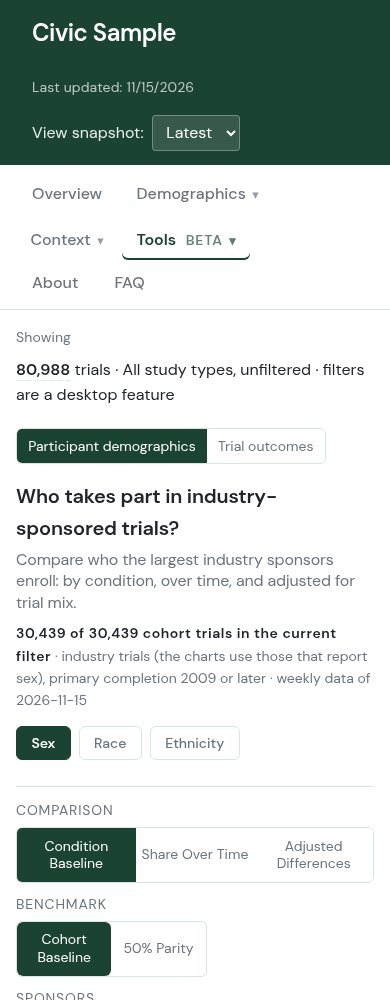 Civic Sample
Last updated: 11/15/2026
View snapshot: Latest
Overview Demographics ▾
Context ▾ Tools BETA ▾
About FAQ
Showing
80,988 trials · All study types, unfiltered · filters
are a desktop feature
Participant demographics Trial outcomes
Who takes part in industry-
sponsored trials?
Compare who the largest industry sponsors
enroll: by condition, over time, and adjusted for
trial mix.
30,439 of 30,439 cohort trials in the current
filter · industry trials (the charts use those that report
sex), primary completion 2009 or later · weekly data of
2026-11-15
Sex Race Ethnicity
COMPARISON
Condition
Baseline
Share Over Time
Adjusted
Differences
BENCHMARK
Cohort
Baseline
50% Parity
SPONSORS